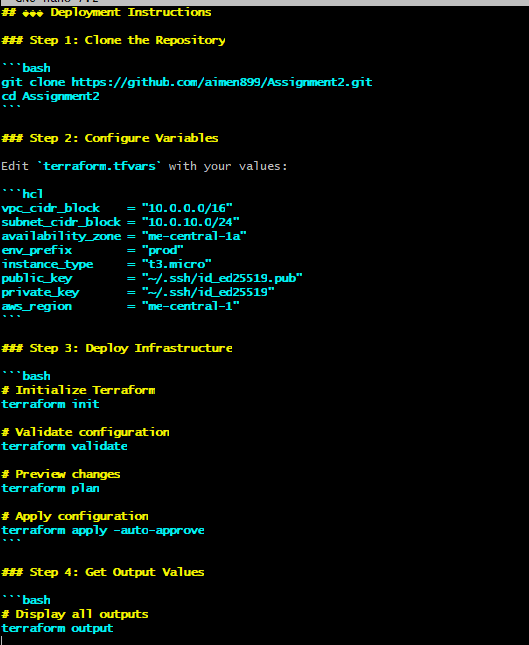 ## ◆◆◆ Deployment Instructions
### Step 1: Clone the Repository
```bash
git clone https://github.com/aimen899/Assignment2.git
cd Assignment2
```
### Step 2: Configure Variables
Edit `terraform.tfvars` with your values:
```hcl
vpc_cidr_block    = "10.0.0.0/16"
subnet_cidr_block = "10.0.10.0/24"
availability_zone = "me-central-1a"
env_prefix        = "prod"
instance_type     = "t3.micro"
public_key        = "~/.ssh/id_ed25519.pub"
private_key       = "~/.ssh/id_ed25519"
aws_region        = "me-central-1"
```
### Step 3: Deploy Infrastructure
```bash
# Initialize Terraform
terraform init
# Validate configuration
terraform validate
# Preview changes
terraform plan
# Apply configuration
terraform apply -auto-approve
```
### Step 4: Get Output Values
```bash
# Display all outputs
terraform output